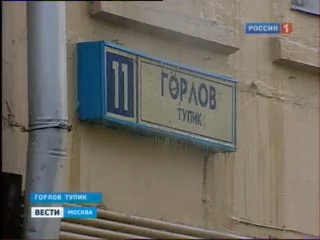 РОССИЯ 1
11
ГОРЛОВ
ТУПИК
ГОРЛОВ ТУПИК
ВЕСТИ МОСКВА